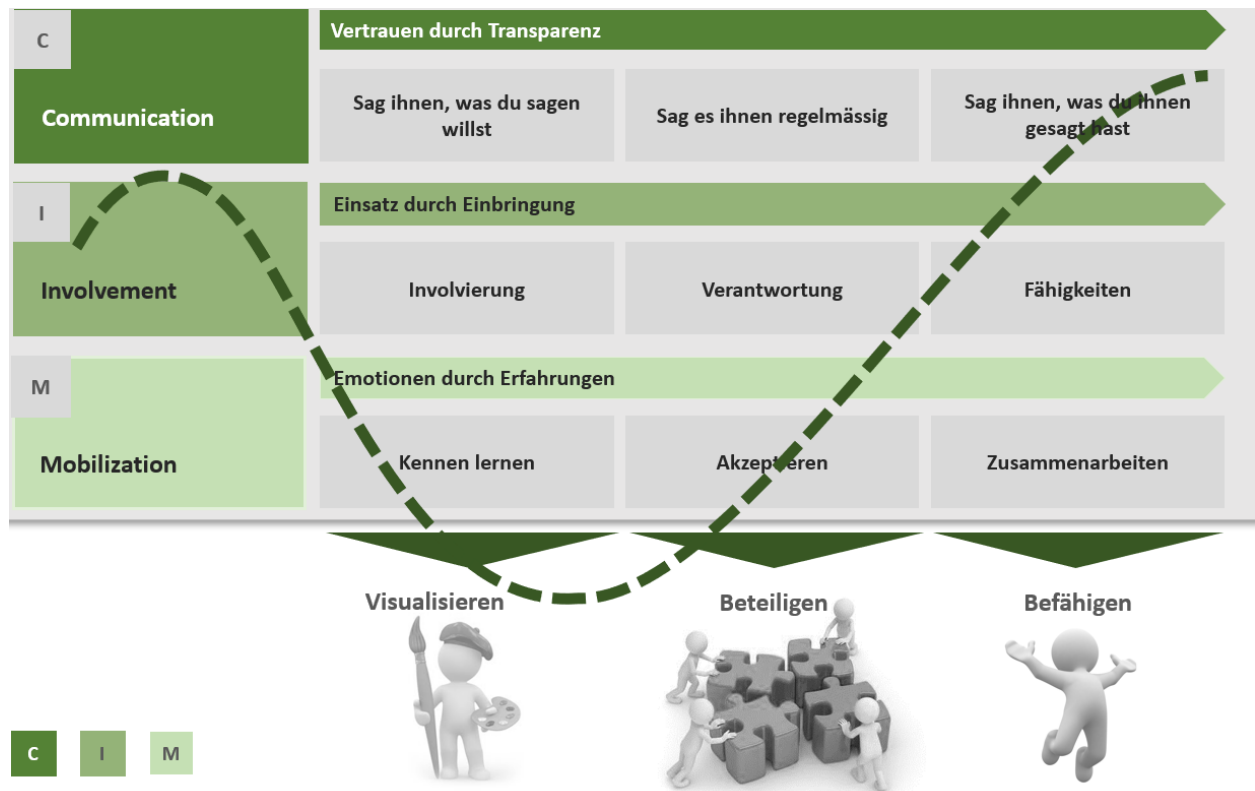 C
Communication
Vertrauen durch Transparenz
Sag ihnen, was du sagen
willst
Sag es ihnen regelmässig
Sag ihnen, was du ihnen
gesagt hast
I
Involvement
Einsatz durch Einbringung
Involvierung
Verantwortung
Fähigkeiten
M
Mobilization
Emotionen durch Erfahrungen
Kennen lernen
Akzeptieren
Zusammenarbeiten
Visualisieren
Beteiligen
Befähigen
C
I
M